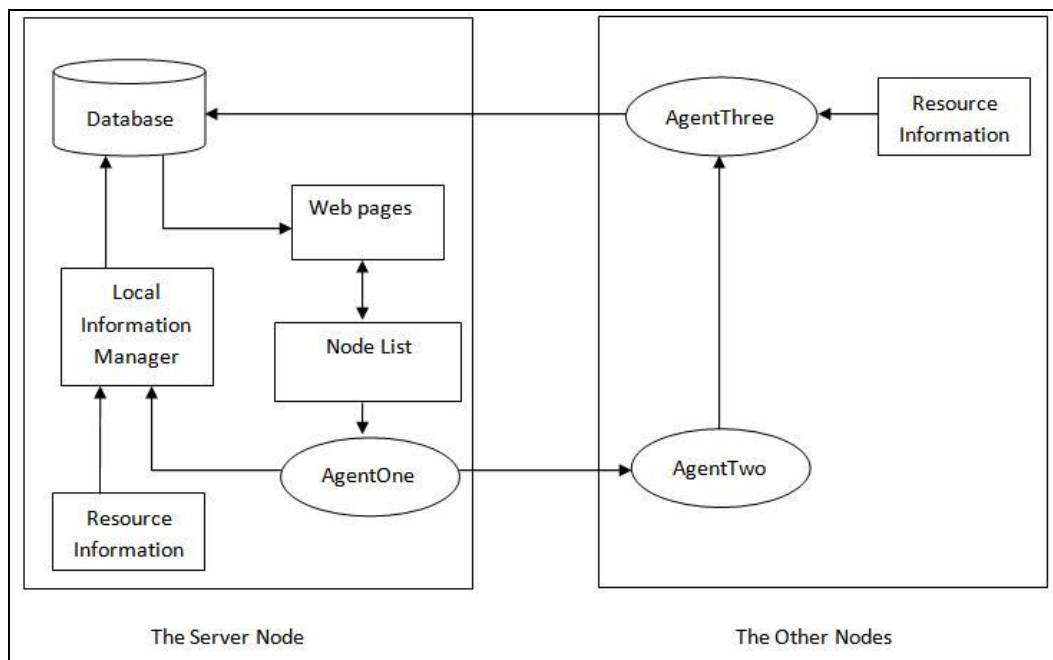 Database
Web pages
Local
Information
Manager
Node List
AgentOne
Resource
Information
The Server Node
AgentThree
Resource
Information
AgentTwo
The Other Nodes